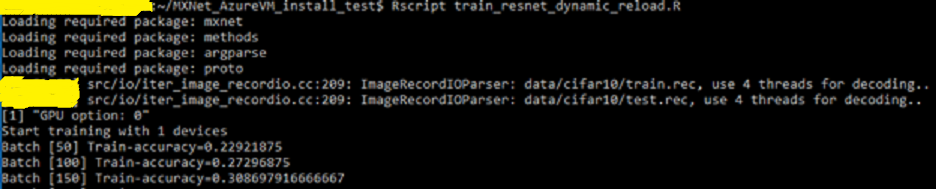 :~/MXNet_AzureVM_install_test$ Rscript train_resnet_dynamic_reload.R
Loading required package: mxnet
Loading required package: methods
Loading required package: argparse
Loading required package: proto
src/io/iter_image_recordio.cc:209: ImageRecordIOParser: data/cifar10/train.rec, use 4 threads for decoding..
src/io/iter_image_recordio.cc:209: ImageRecordIOParser: data/cifar10/test.rec, use 4 threads for decoding..
[1] "GPU option: 0"
Start training with 1 devices
Batch [50] Train-accuracy=0.22921875
Batch [100] Train-accuracy=0.27296875
Batch [150] Train-accuracy=0.308697916666667